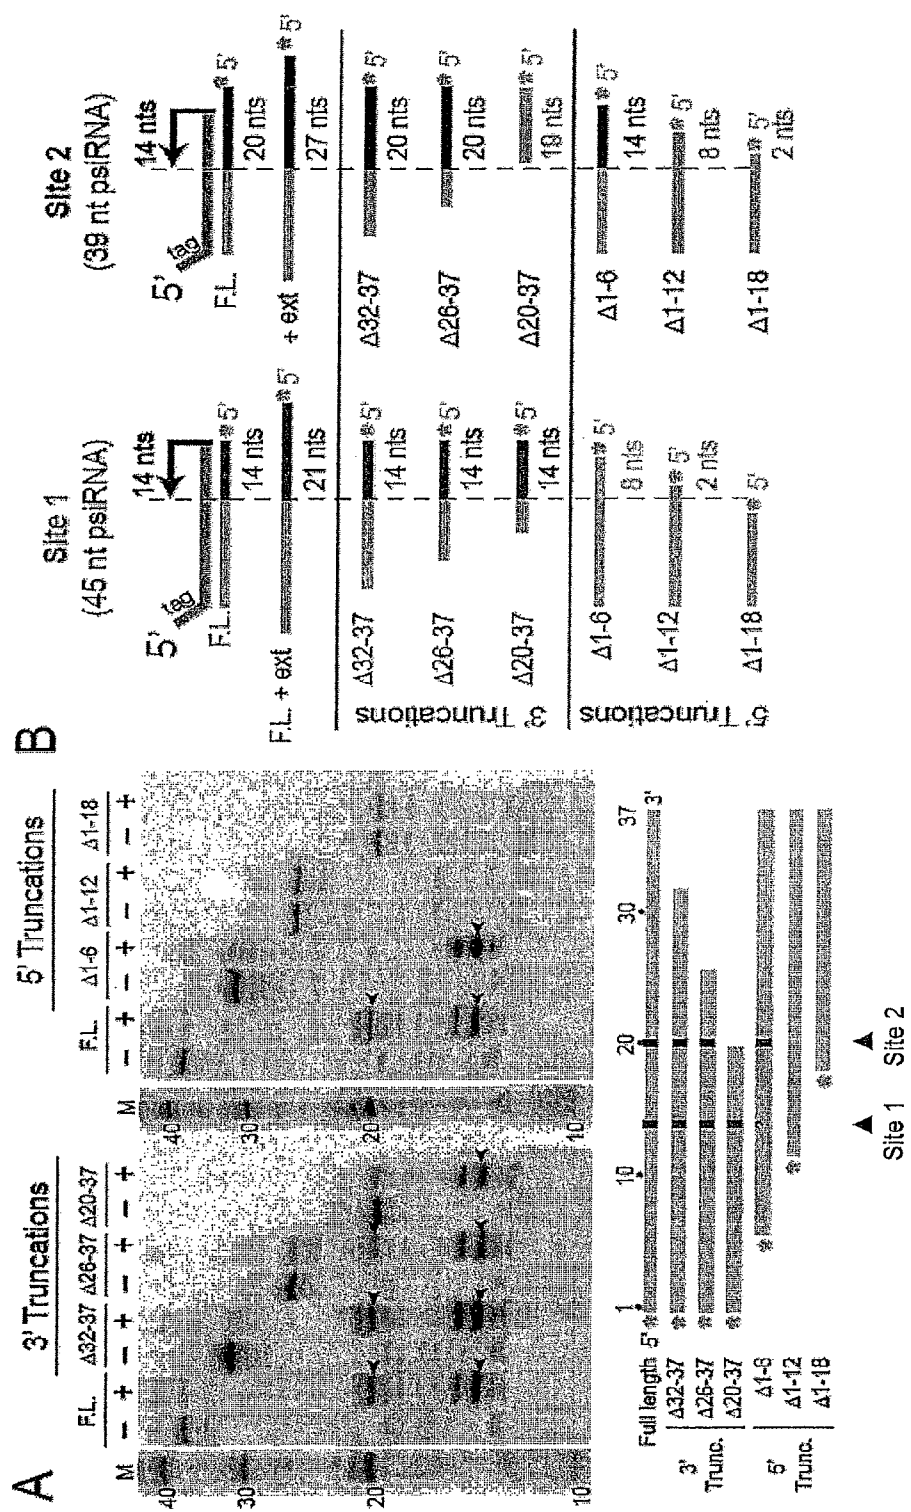 A
3' Truncations
5' Truncations
M F.L. Δ32-37 Δ26-37 Δ20-37 M F.L. Δ1-6 Δ1-12 Δ1-18
− + − + − + − + − + − + − + − +
40 40
30 30
20 20
10 10
1 10 20 30 37
Full length 5' 3'
Δ32-37
Δ26-37
Δ20-37
3' Trunc.
Δ1-6
Δ1-12
Δ1-18
5' Trunc.
Site 1 Site 2
B
Site 1
(45 nt psiRNA)
Site 2
(39 nt psiRNA)
5' tag 14 nts 5' tag 14 nts
F.L. 5' F.L. 5'
14 nts 20 nts
F.L. + ext 5' + ext 5'
21 nts 27 nts
3' Truncations
Δ32-37 5' Δ32-37 5'
14 nts 20 nts
Δ26-37 5' Δ26-37 5'
14 nts 20 nts
Δ20-37 5' Δ20-37 5'
14 nts 19 nts
5' Truncations
Δ1-6 5' Δ1-6 5'
8 nts 14 nts
Δ1-12 5' Δ1-12 5'
2 nts 8 nts
Δ1-18 5' Δ1-18 5'
2 nts